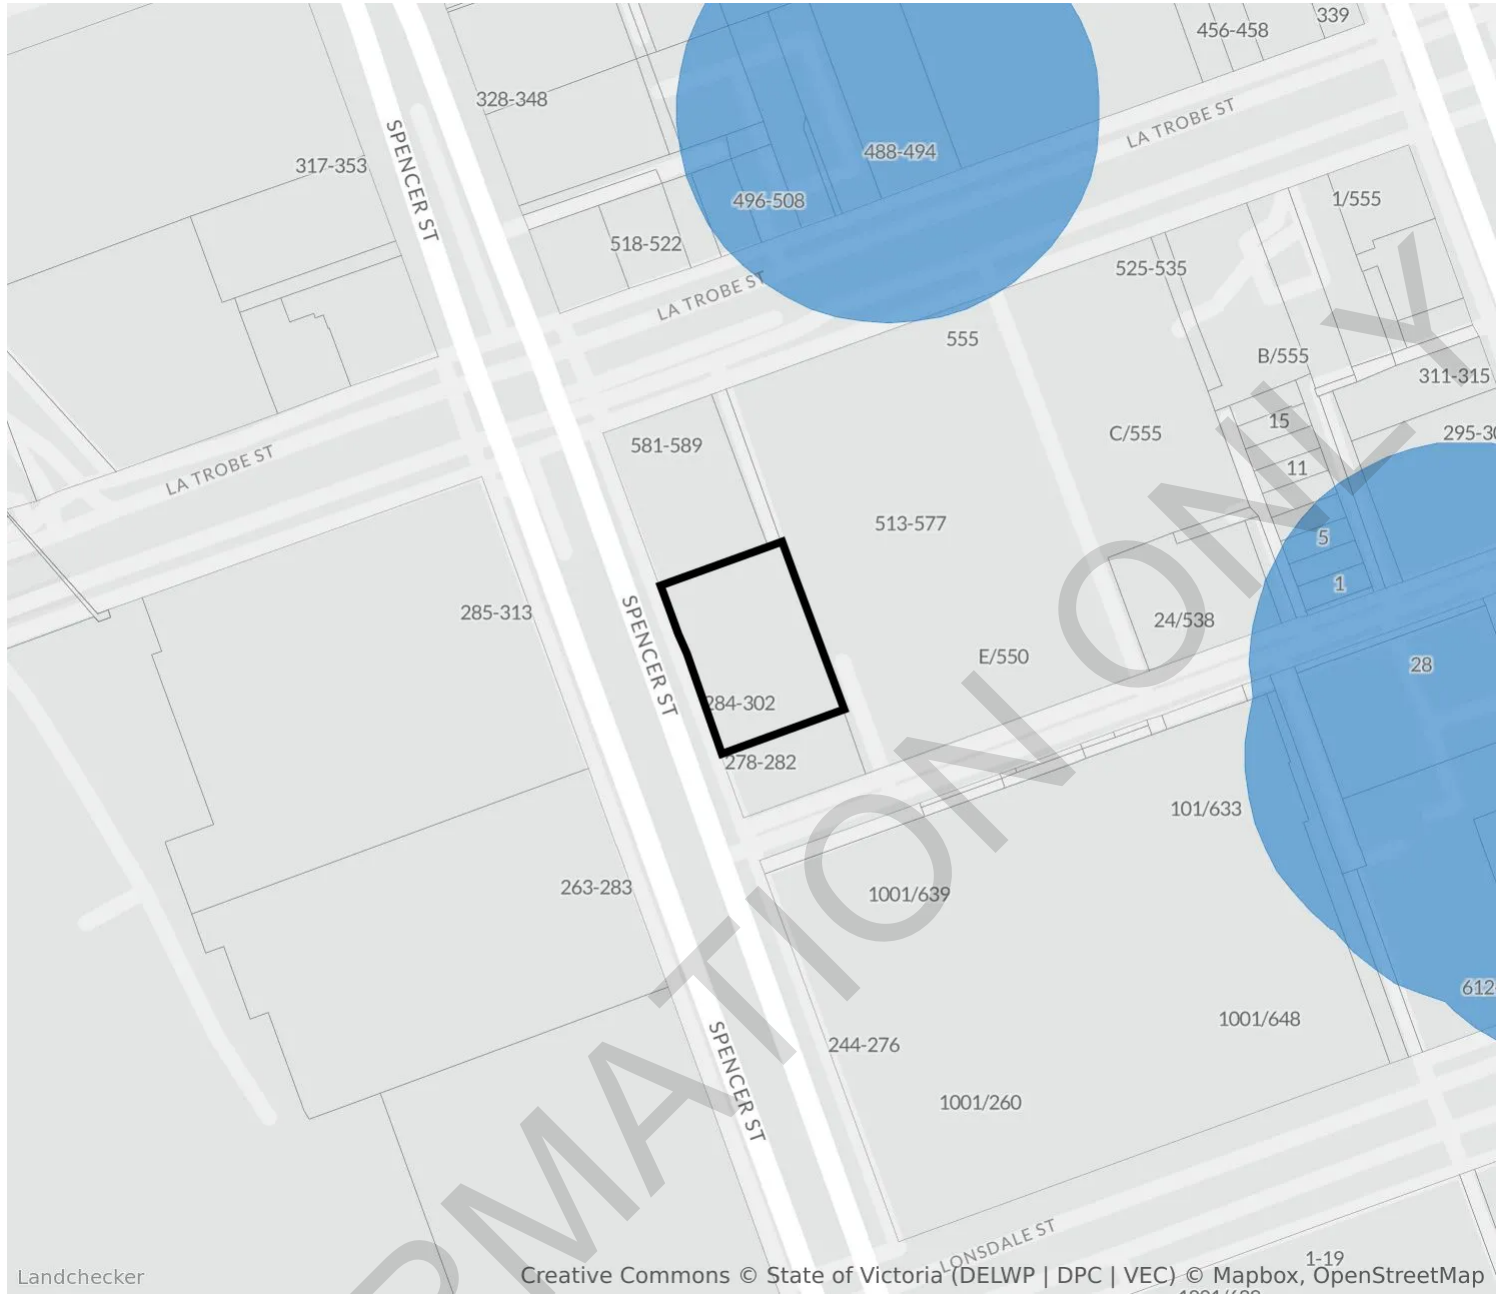 339
456-458
328-348
LA TROBE ST
SPENCER ST
488-494
317-353
496-508
1/555
518-522
525-535
LA TROBE ST
555
B/555
311-315
15
581-589
C/555
295-30
LA TROBE ST
11
513-577
5
1
285-313
24/538
SPENCER ST
E/550
28
284-302
278-282
101/633
263-283
1001/639
612
1001/648
244-276
SPENCER ST
1001/260
LONSDALE ST
1-19
RMATION ONLY
Landchecker
Creative Commons © State of Victoria (DELWP | DPC | VEC) © Mapbox, OpenStreetMap